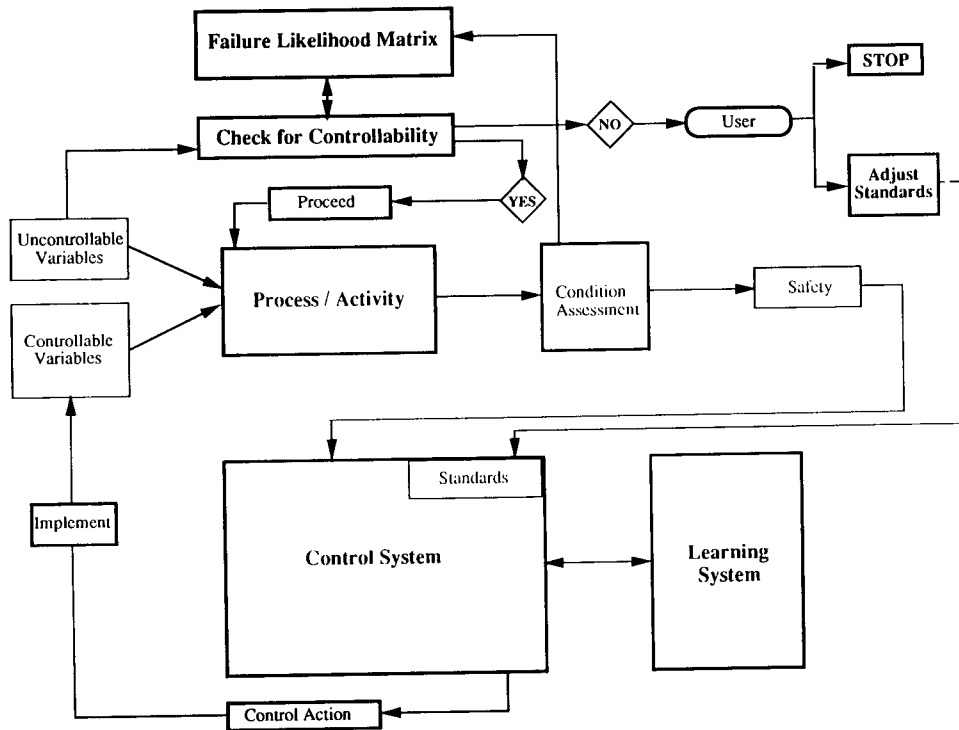 Failure Likelihood Matrix
STOP
Check for Controllability
NO
User
Adjust
Standards
YES
Proceed
Uncontrollable
Variables
Process / Activity
Condition
Assessment
Safety
Controllable
Variables
Standards
Implement
Control System
Learning
System
Control Action